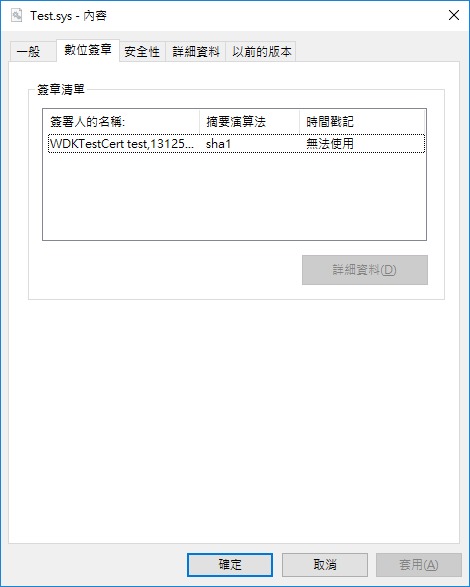 Test.sys - 內容
一般 數位簽章 安全性 詳細資料 以前的版本
簽章清單
簽署人的名稱: 摘要演算法 時間戳記
WDKTestCert test,13125... sha1 無法使用
詳細資料(D)
確定 取消 套用(A)